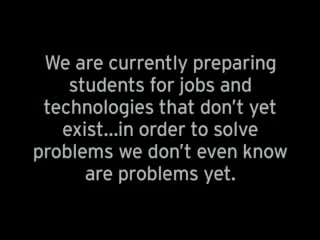 We are currently preparing
students for jobs and
technologies that don't yet
exist...in order to solve
problems we don't even know
are problems yet.